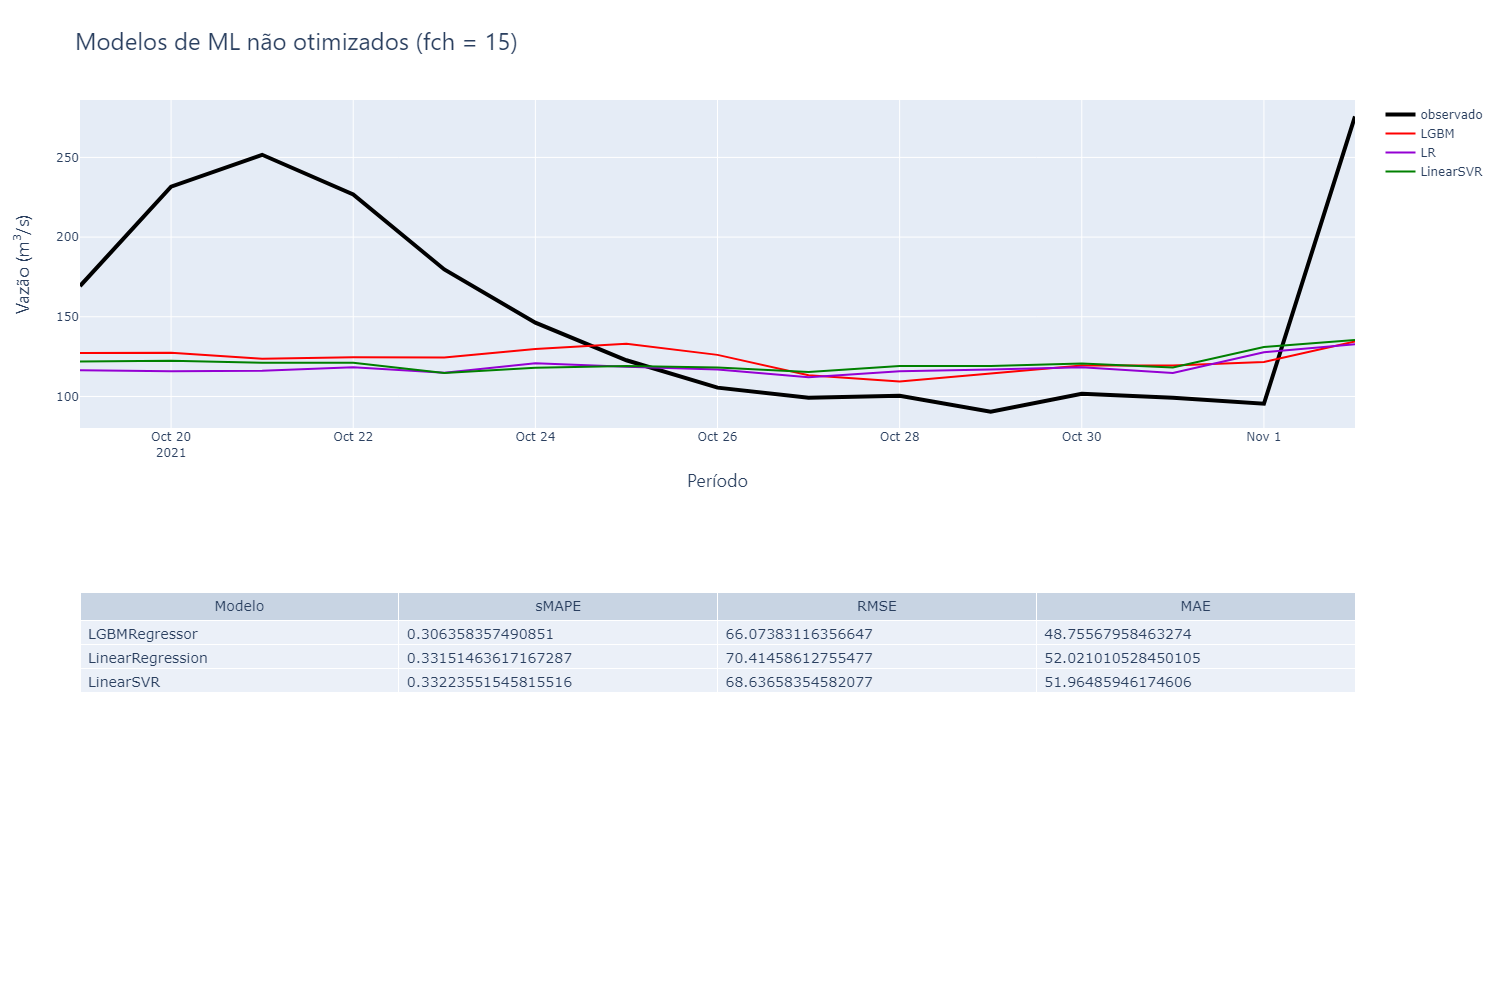 Modelos de ML não otimizados (fch = 15)
observado
LGBM
LR
LinearSVR
Vazão (m³/s)
250
200
150
100
Oct 20
2021
Oct 22
Oct 24
Oct 26
Oct 28
Oct 30
Nov 1
Período
Modelo sMAPE RMSE MAE
LGBMRegressor 0.306358357490851 66.07383116356647 48.75567958463274
LinearRegression 0.33151463617167287 70.41458612755477 52.021010528450105
LinearSVR 0.33223551545815516 68.63658354582077 51.96485946174606